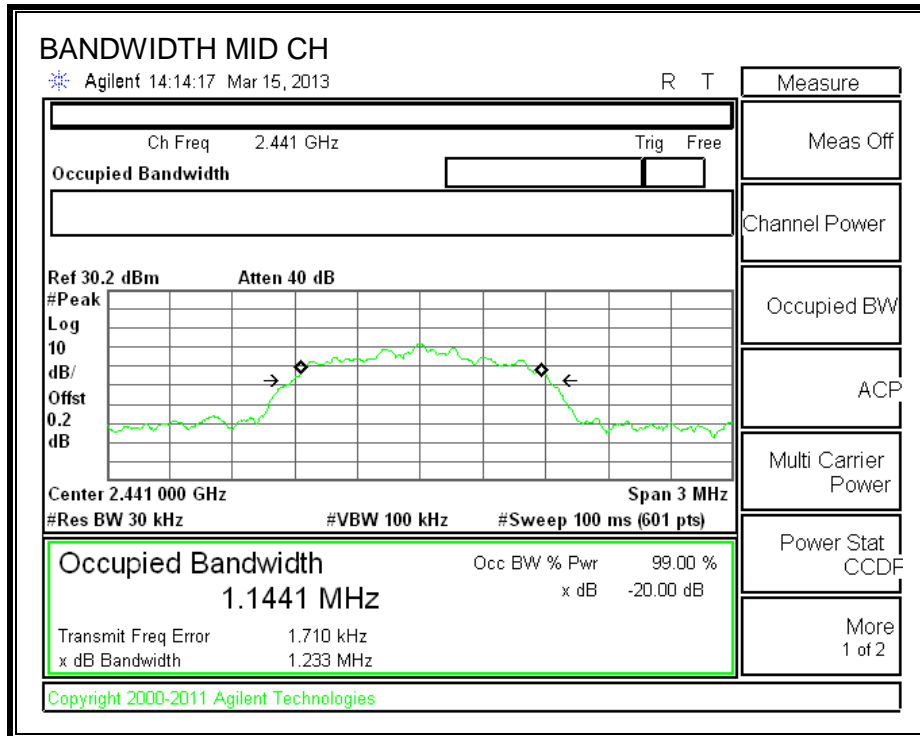 BANDWIDTH MID CH
Agilent 14:14:17 Mar 15, 2013 R T
Measure
Ch Freq 2.441 GHz Trig Free
Meas Off
Occupied Bandwidth
Channel Power
Ref 30.2 dBm Atten 40 dB
#Peak
Log
10
dB/
Offst
0.2
dB
Occupied BW
ACP
Center 2.441 000 GHz Span 3 MHz
#Res BW 30 kHz #VBW 100 kHz #Sweep 100 ms (601 pts)
Multi Carrier
Power
Occupied Bandwidth Occ BW % Pwr 99.00 %
1.1441 MHz x dB -20.00 dB
Transmit Freq Error 1.710 kHz
x dB Bandwidth 1.233 MHz
Power Stat
CCDF
More
1 of 2
Copyright 2000-2011 Agilent Technologies